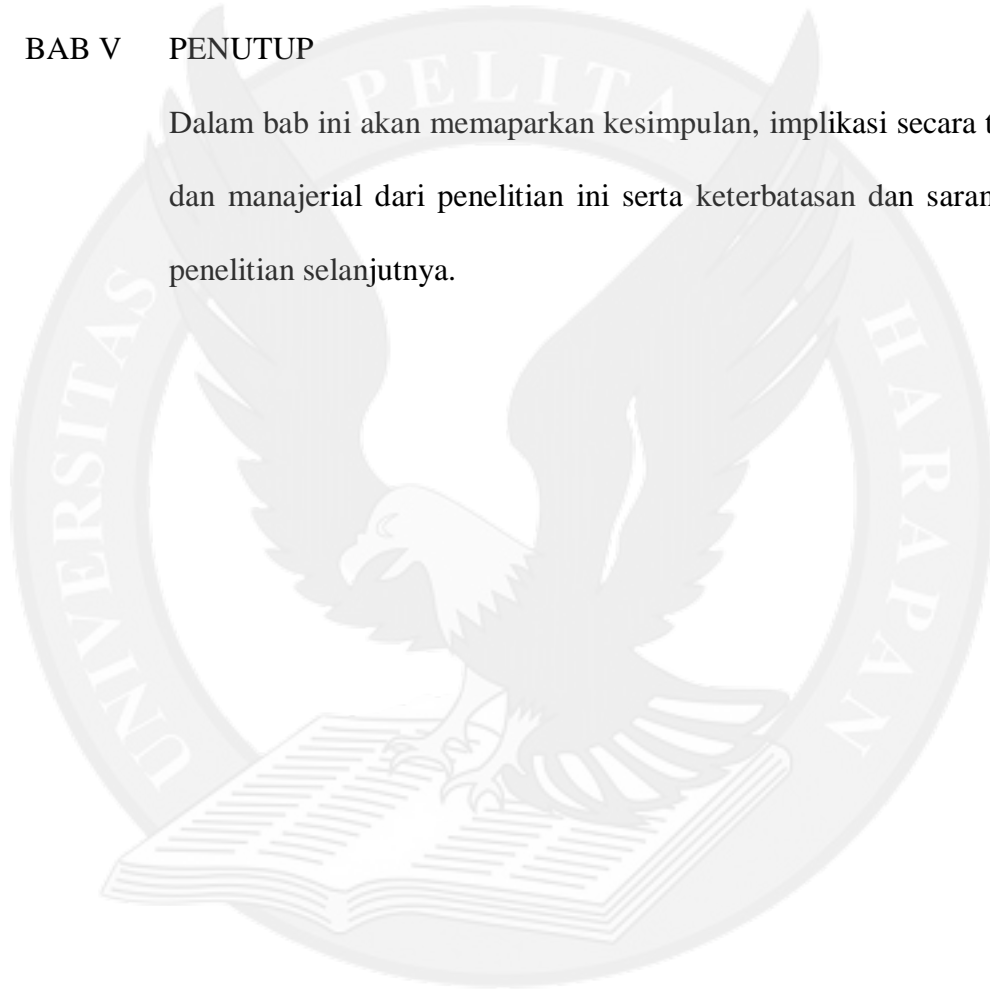 BAB V PENUTUP
Dalam bab ini akan memaparkan kesimpulan, implikasi secara
dan manajerial dari penelitian ini serta keterbatasan dan saran
penelitian selanjutnya.
UNIVERSITAS PELITA HARAPAN